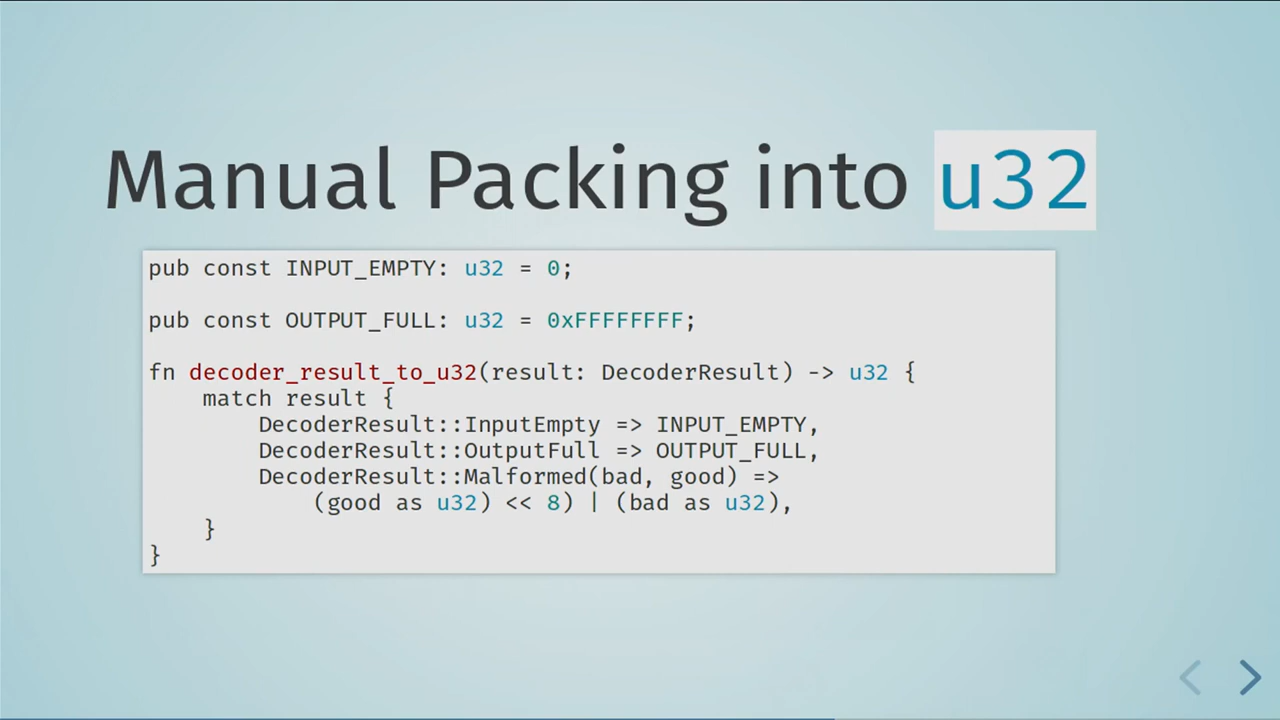 Manual Packing into u32
pub const INPUT_EMPTY: u32 = 0;
pub const OUTPUT_FULL: u32 = 0xFFFFFFFF;
fn decoder_result_to_u32(result: DecoderResult) -> u32 {
    match result {
        DecoderResult::InputEmpty => INPUT_EMPTY,
        DecoderResult::OutputFull => OUTPUT_FULL,
        DecoderResult::Malformed(bad, good) =>
            (good as u32) << 8) | (bad as u32),
    }
}